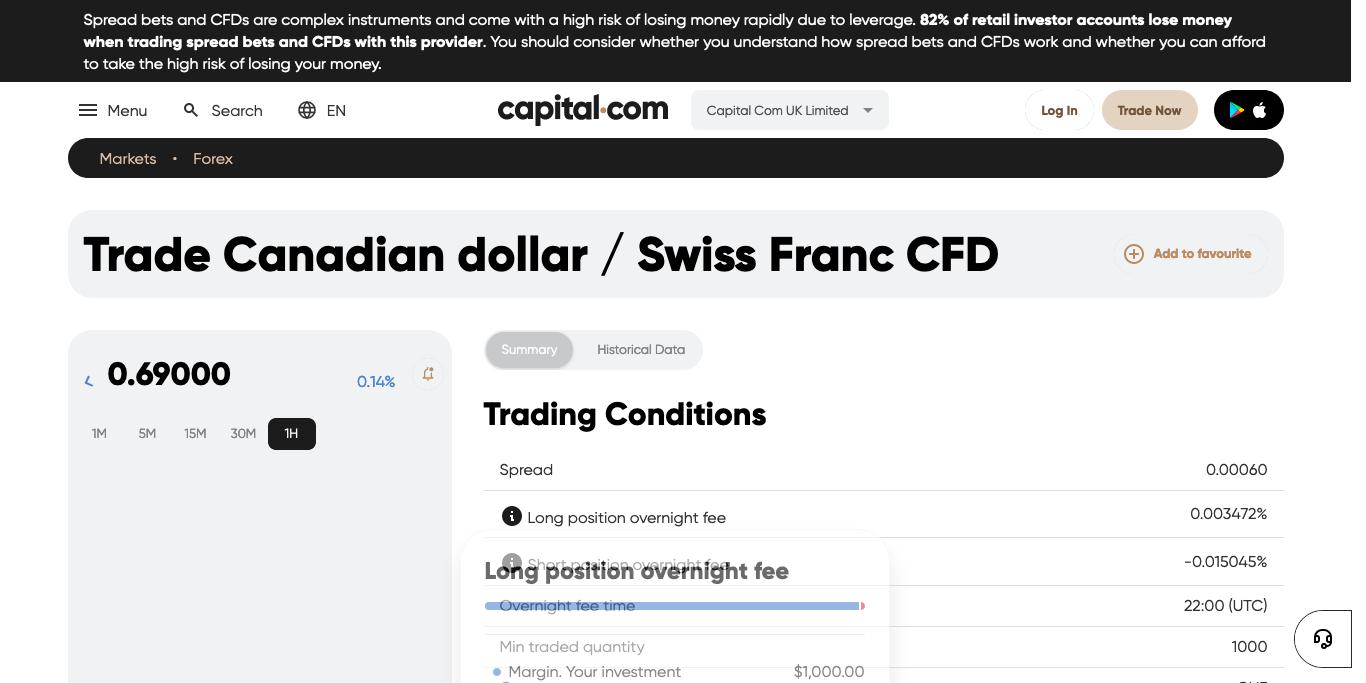 Spread bets and CFDs are complex instruments and come with a high risk of losing money rapidly due to leverage. 82% of retail investor accounts lose money
when trading spread bets and CFDs with this provider. You should consider whether you understand how spread bets and CFDs work and whether you can afford
to take the high risk of losing your money.
Menu
Search
EN
capital.com
Capital Com UK Limited
Log In
Trade Now
Markets • Forex
Trade Canadian dollar / Swiss Franc CFD
Add to favourite
0.69000
0.14%
1M 5M 15M 30M 1H
Summary
Historical Data
Trading Conditions
Spread 0.00060
Long position overnight fee 0.003472%
Short position overnight fee -0.015045%
Long position overnight fee
Overnight fee time 22:00 (UTC)
Min traded quantity 1000
Margin. Your investment $1,000.00